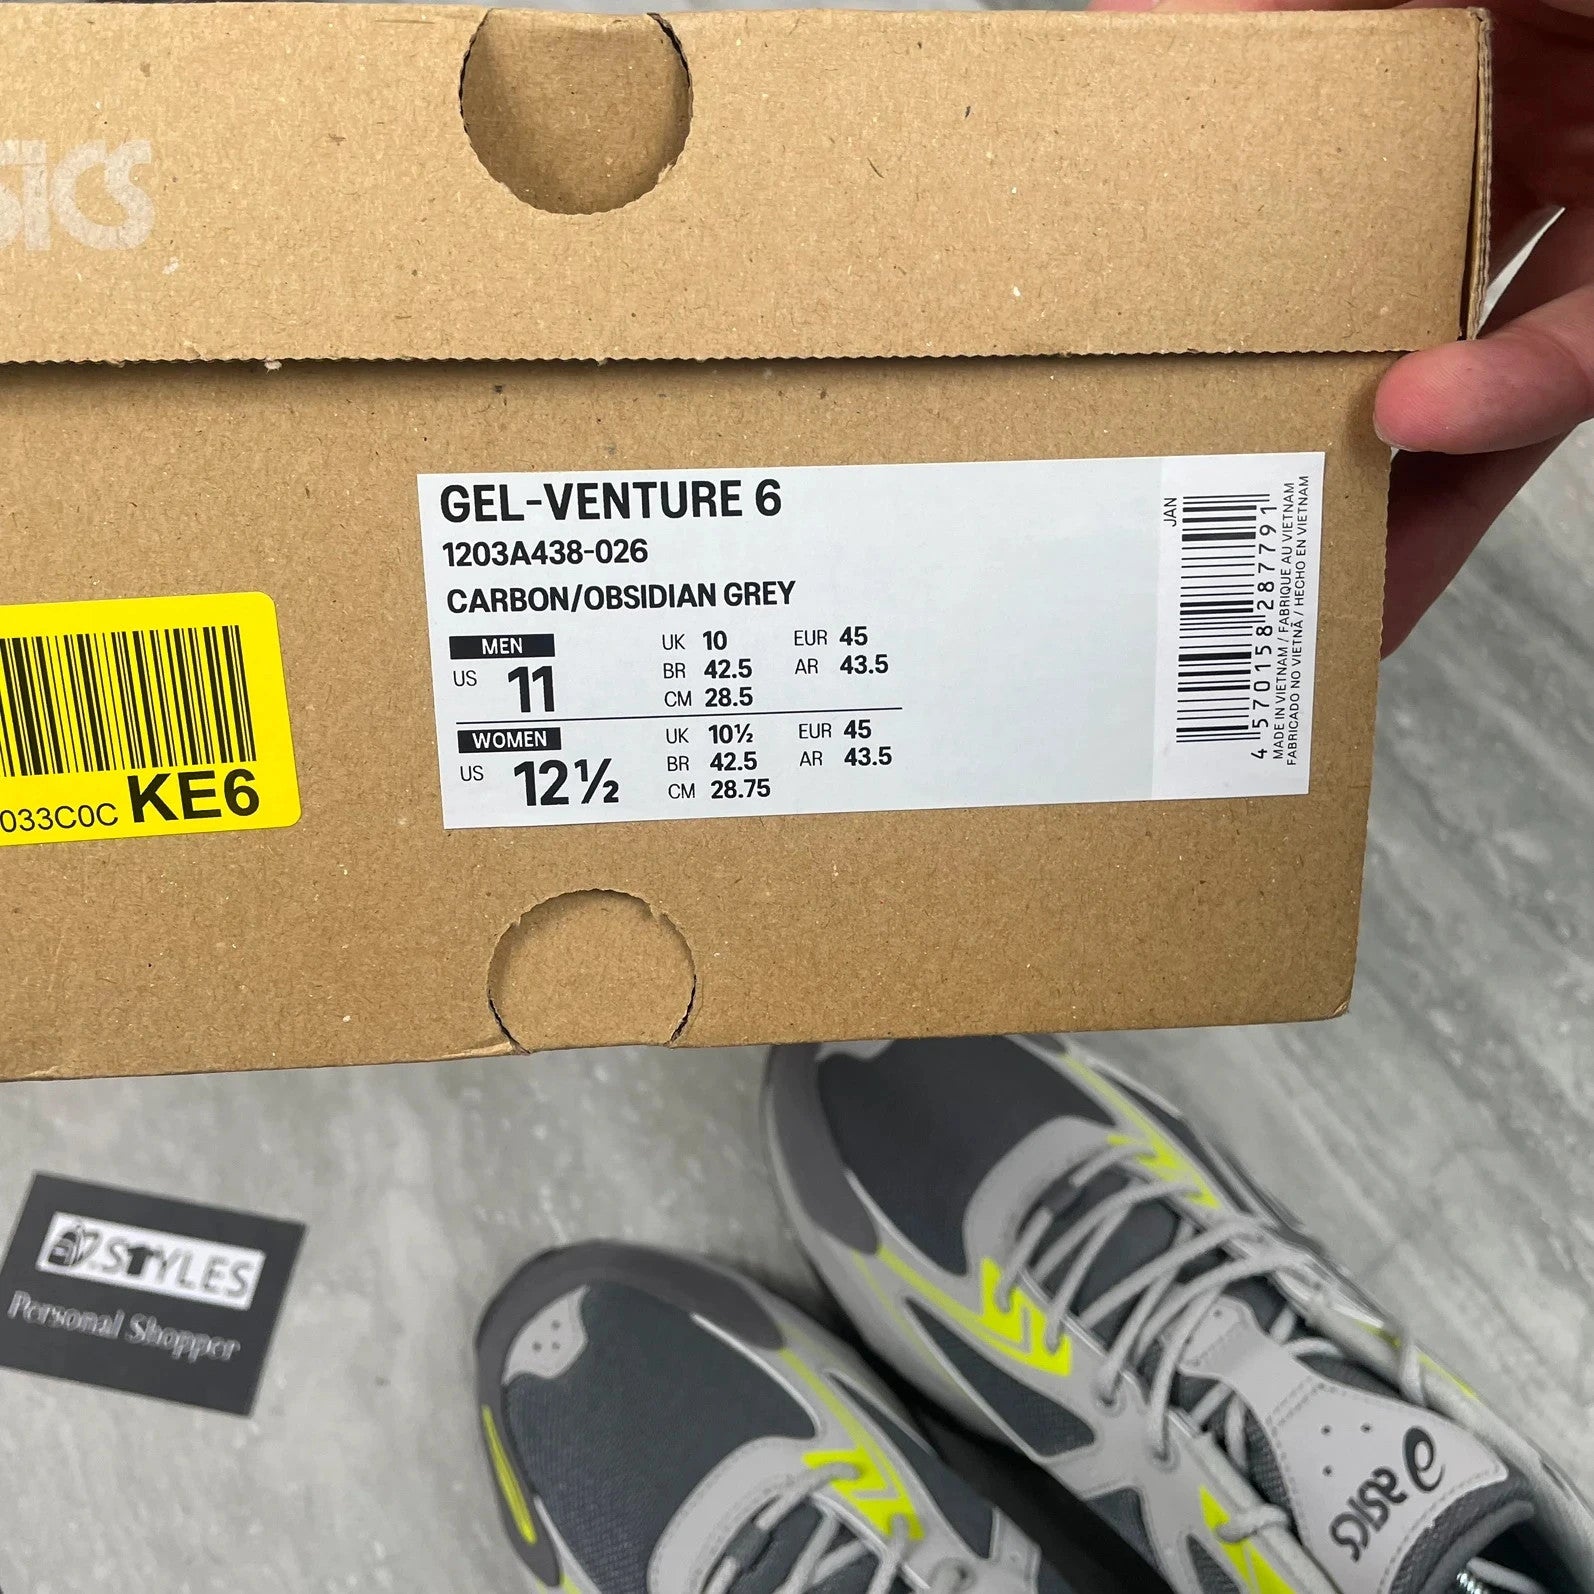 asics
GEL-VENTURE 6
1203A438-026
CARBON/OBSIDIAN GREY
MEN
US 11
UK 10 EUR 45
BR 42.5 AR 43.5
CM 28.5
WOMEN
US 12½
UK 10½ EUR 45
BR 42.5 AR 43.5
CM 28.75
JAN
4 570158 287791
MADE IN VIETNAM / FABRIQUÉ AU VIETNAM
FABRICADO NO VIETNÃ / HECHO EN VIETNAM
033C0C KE6
STYLES
Personal Shopper
asics